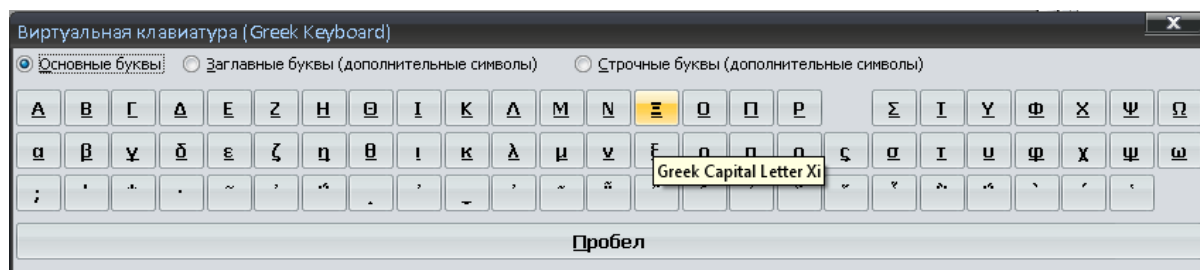 Виртуальная клавиатура (Greek Keyboard)
Основные буквы Заглавные буквы (дополнительные символы) Строчные буквы (дополнительные символы)
Α Β Γ Δ Ε Ζ Η Θ Ι Κ Λ Μ Ν Ξ Ο Π Ρ Σ Τ Υ Φ Χ Ψ Ω
α β γ δ ε ζ η θ ι κ λ μ ν ξ ο π ρ ς σ τ υ φ χ ψ ω
Greek Capital Letter Xi
;
Пробел